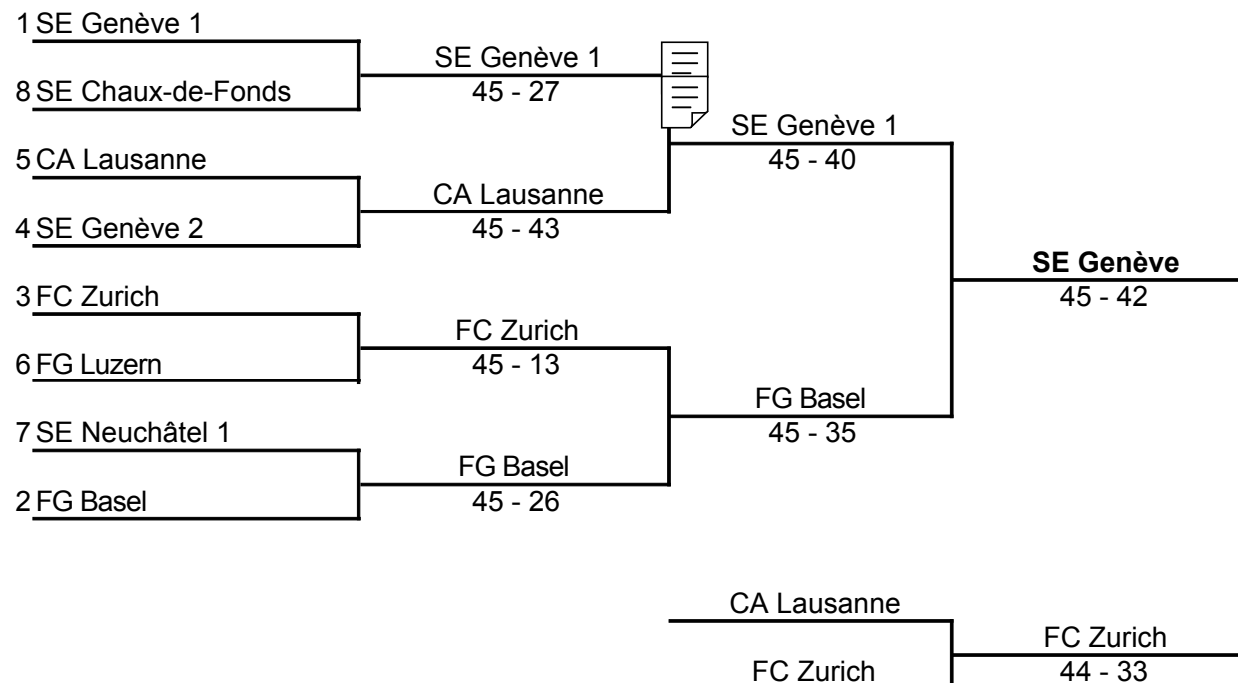 1 SE Genève 1
8 SE Chaux-de-Fonds
5 CA Lausanne
4 SE Genève 2
3 FC Zurich
6 FG Luzern
7 SE Neuchâtel 1
2 FG Basel
SE Genève 1
45 - 27
CA Lausanne
45 - 43
FC Zurich
45 - 13
FG Basel
45 - 26
SE Genève 1
45 - 40
FG Basel
45 - 35
SE Genève
45 - 42
CA Lausanne
FC Zurich
FC Zurich
44 - 33